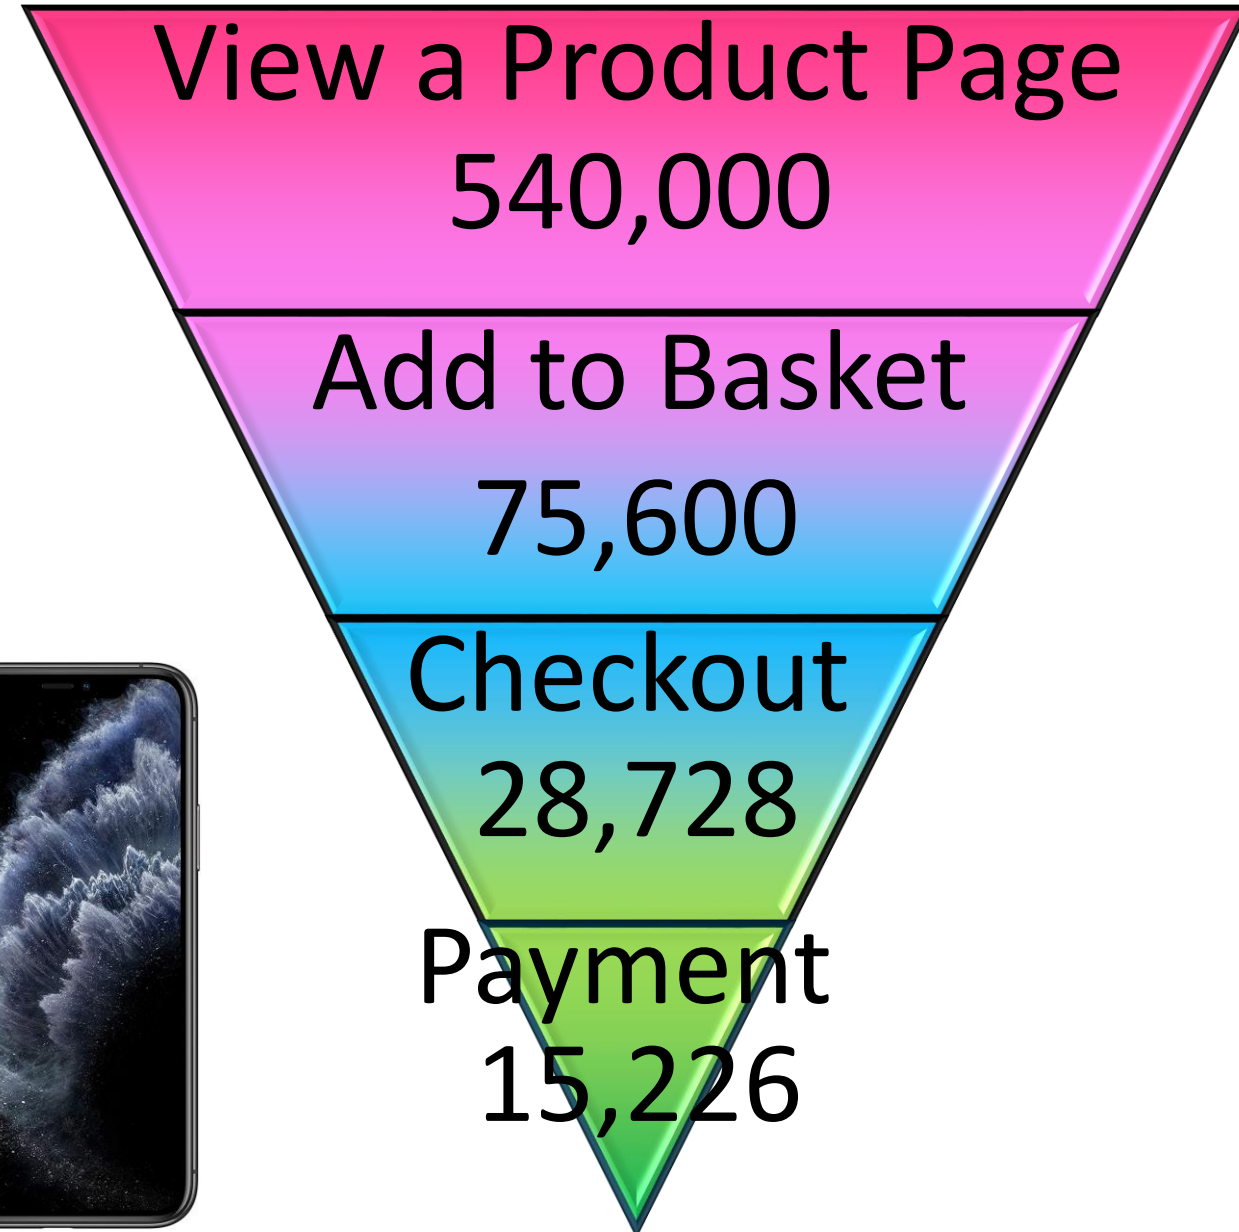 View a Product Page
540,000
Add to Basket
75,600
Checkout
28,728
Payment
15,226